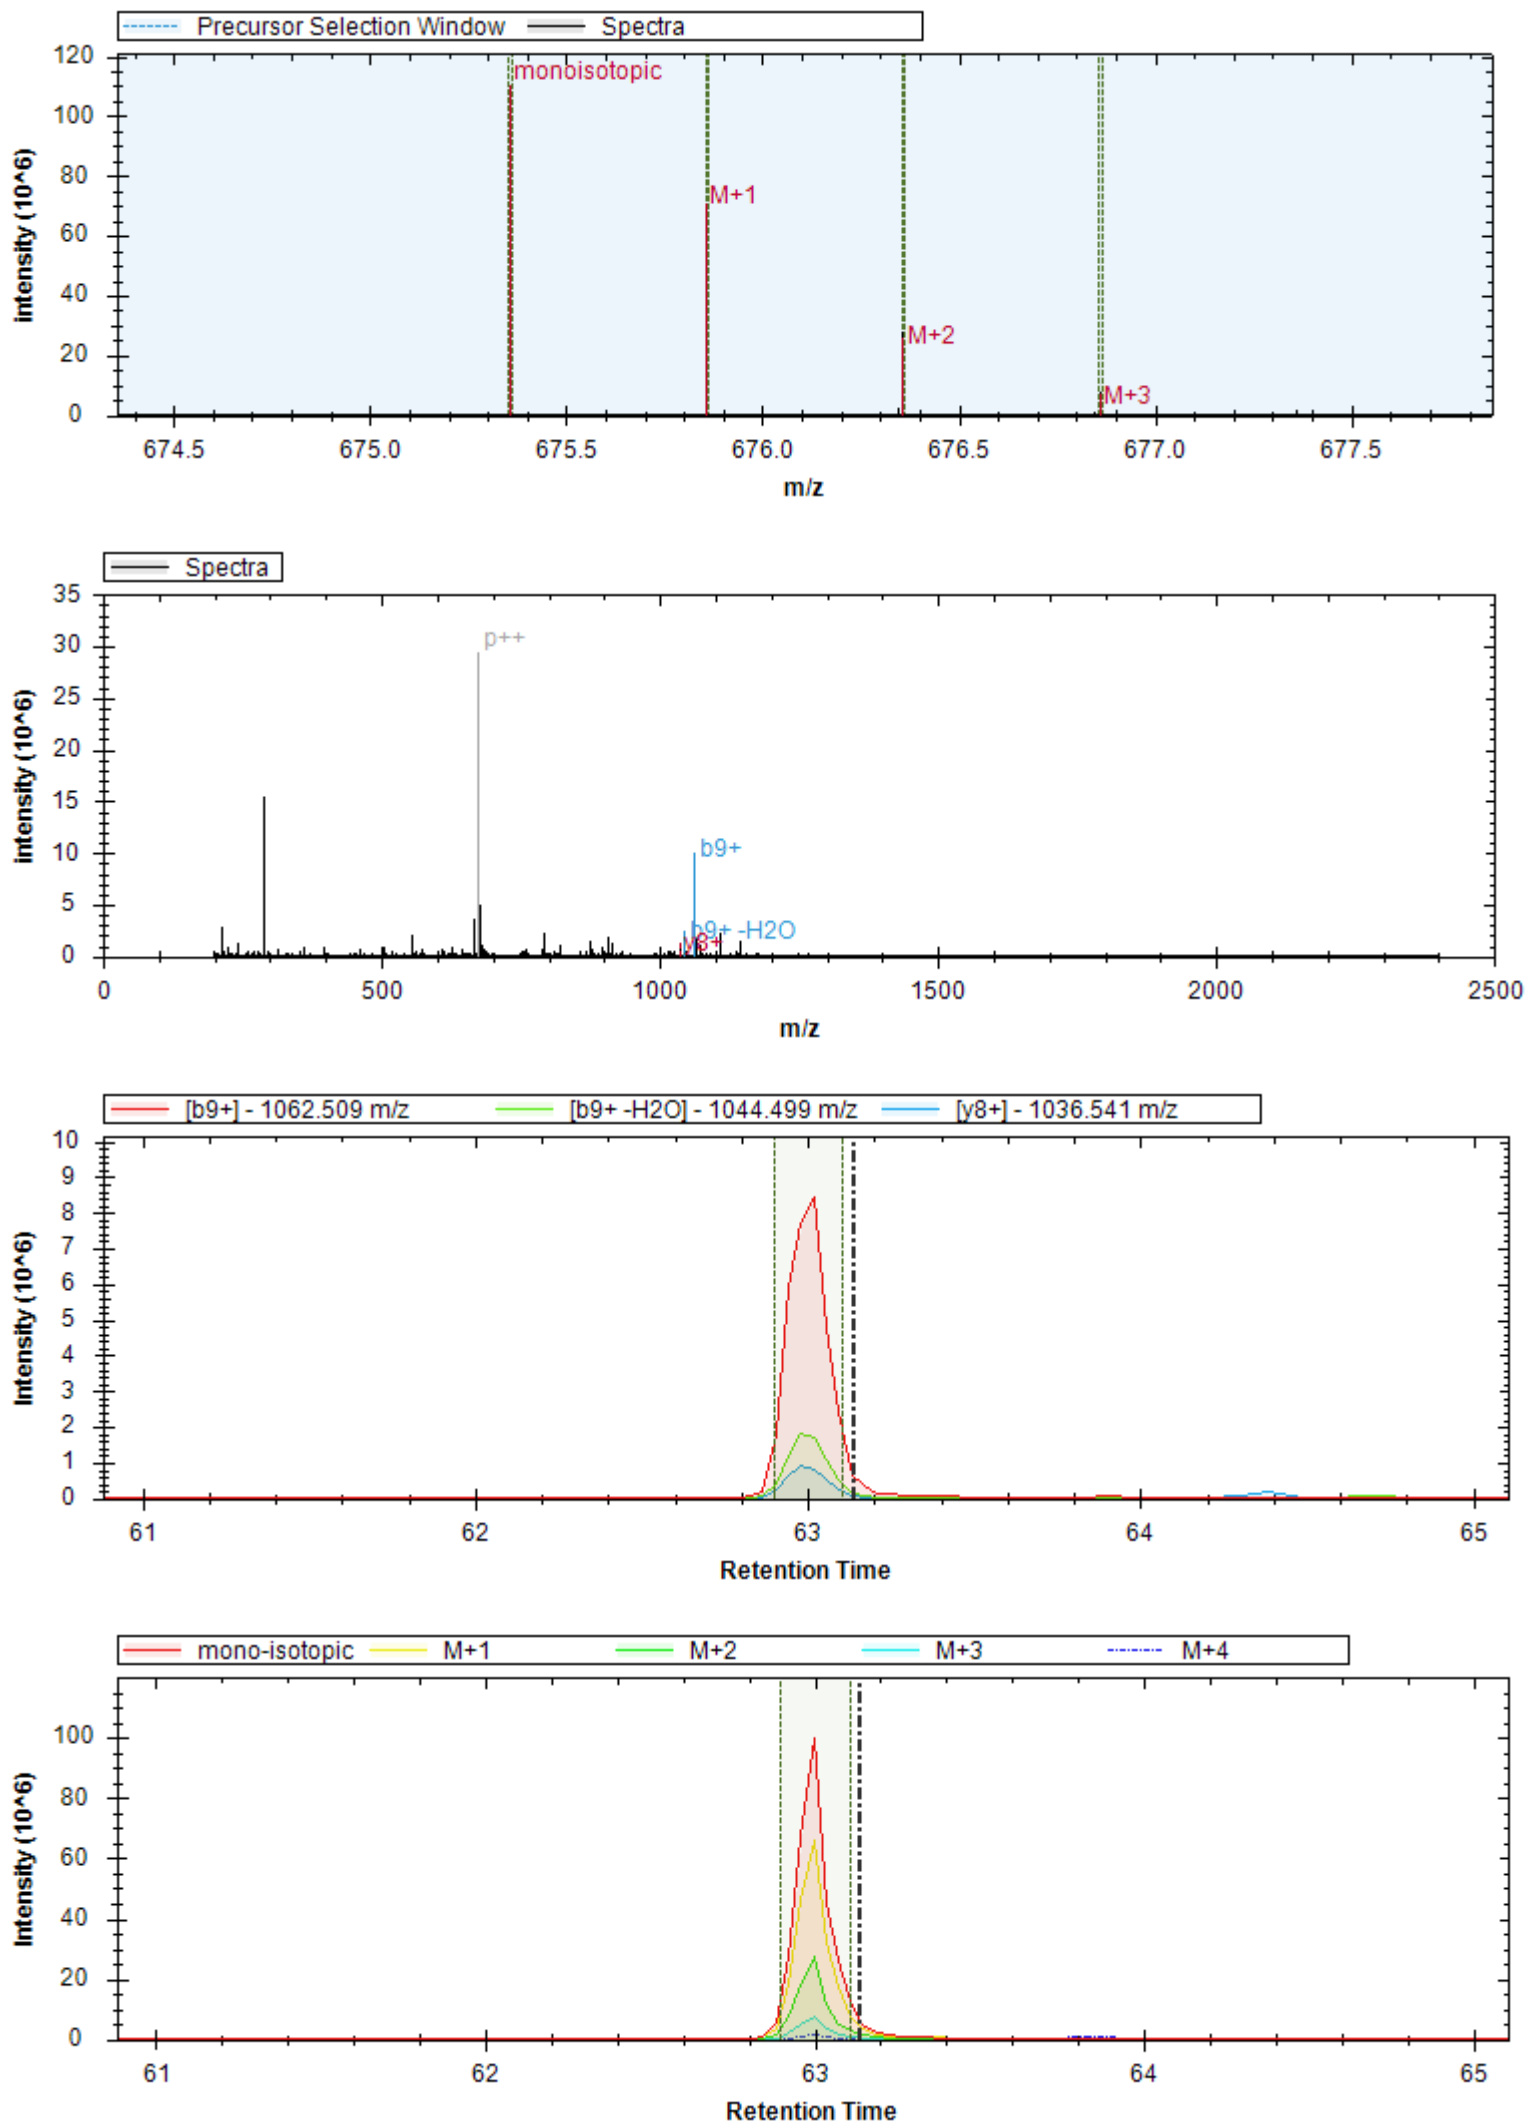 Precursor Selection Window Spectra
120
100
80
60
40
20
0
intensity (10^6)
monoisotopic
M+1
M+2
M+3
674.5 675.0 675.5 676.0 676.5 677.0 677.5
m/z
Spectra
35
30
25
20
15
10
5
0
intensity (10^6)
p++
b9+
b9+ -H2O
y8+
0 500 1000 1500 2000 2500
m/z
[b9+] - 1062.509 m/z [b9+ -H2O] - 1044.499 m/z [y8+] - 1036.541 m/z
10
9
8
7
6
5
4
3
2
1
0
Intensity (10^6)
61 62 63 64 65
Retention Time
mono-isotopic M+1 M+2 M+3 M+4
100
80
60
40
20
0
Intensity (10^6)
61 62 63 64 65
Retention Time